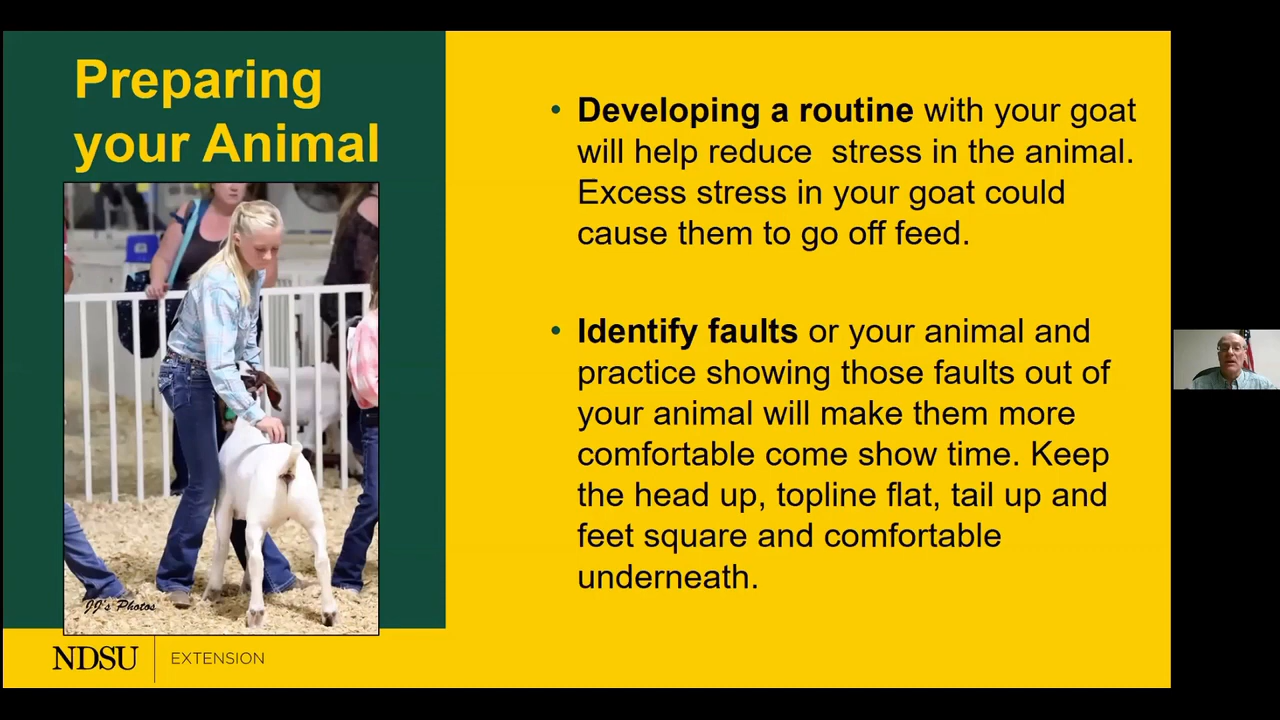 Preparing
your Animal
• Developing a routine with your goat
will help reduce  stress in the animal.
Excess stress in your goat could
cause them to go off feed.
• Identify faults or your animal and
practice showing those faults out of
your animal will make them more
comfortable come show time. Keep
the head up, topline flat, tail up and
feet square and comfortable
underneath.
JJ's Photos
NDSU EXTENSION